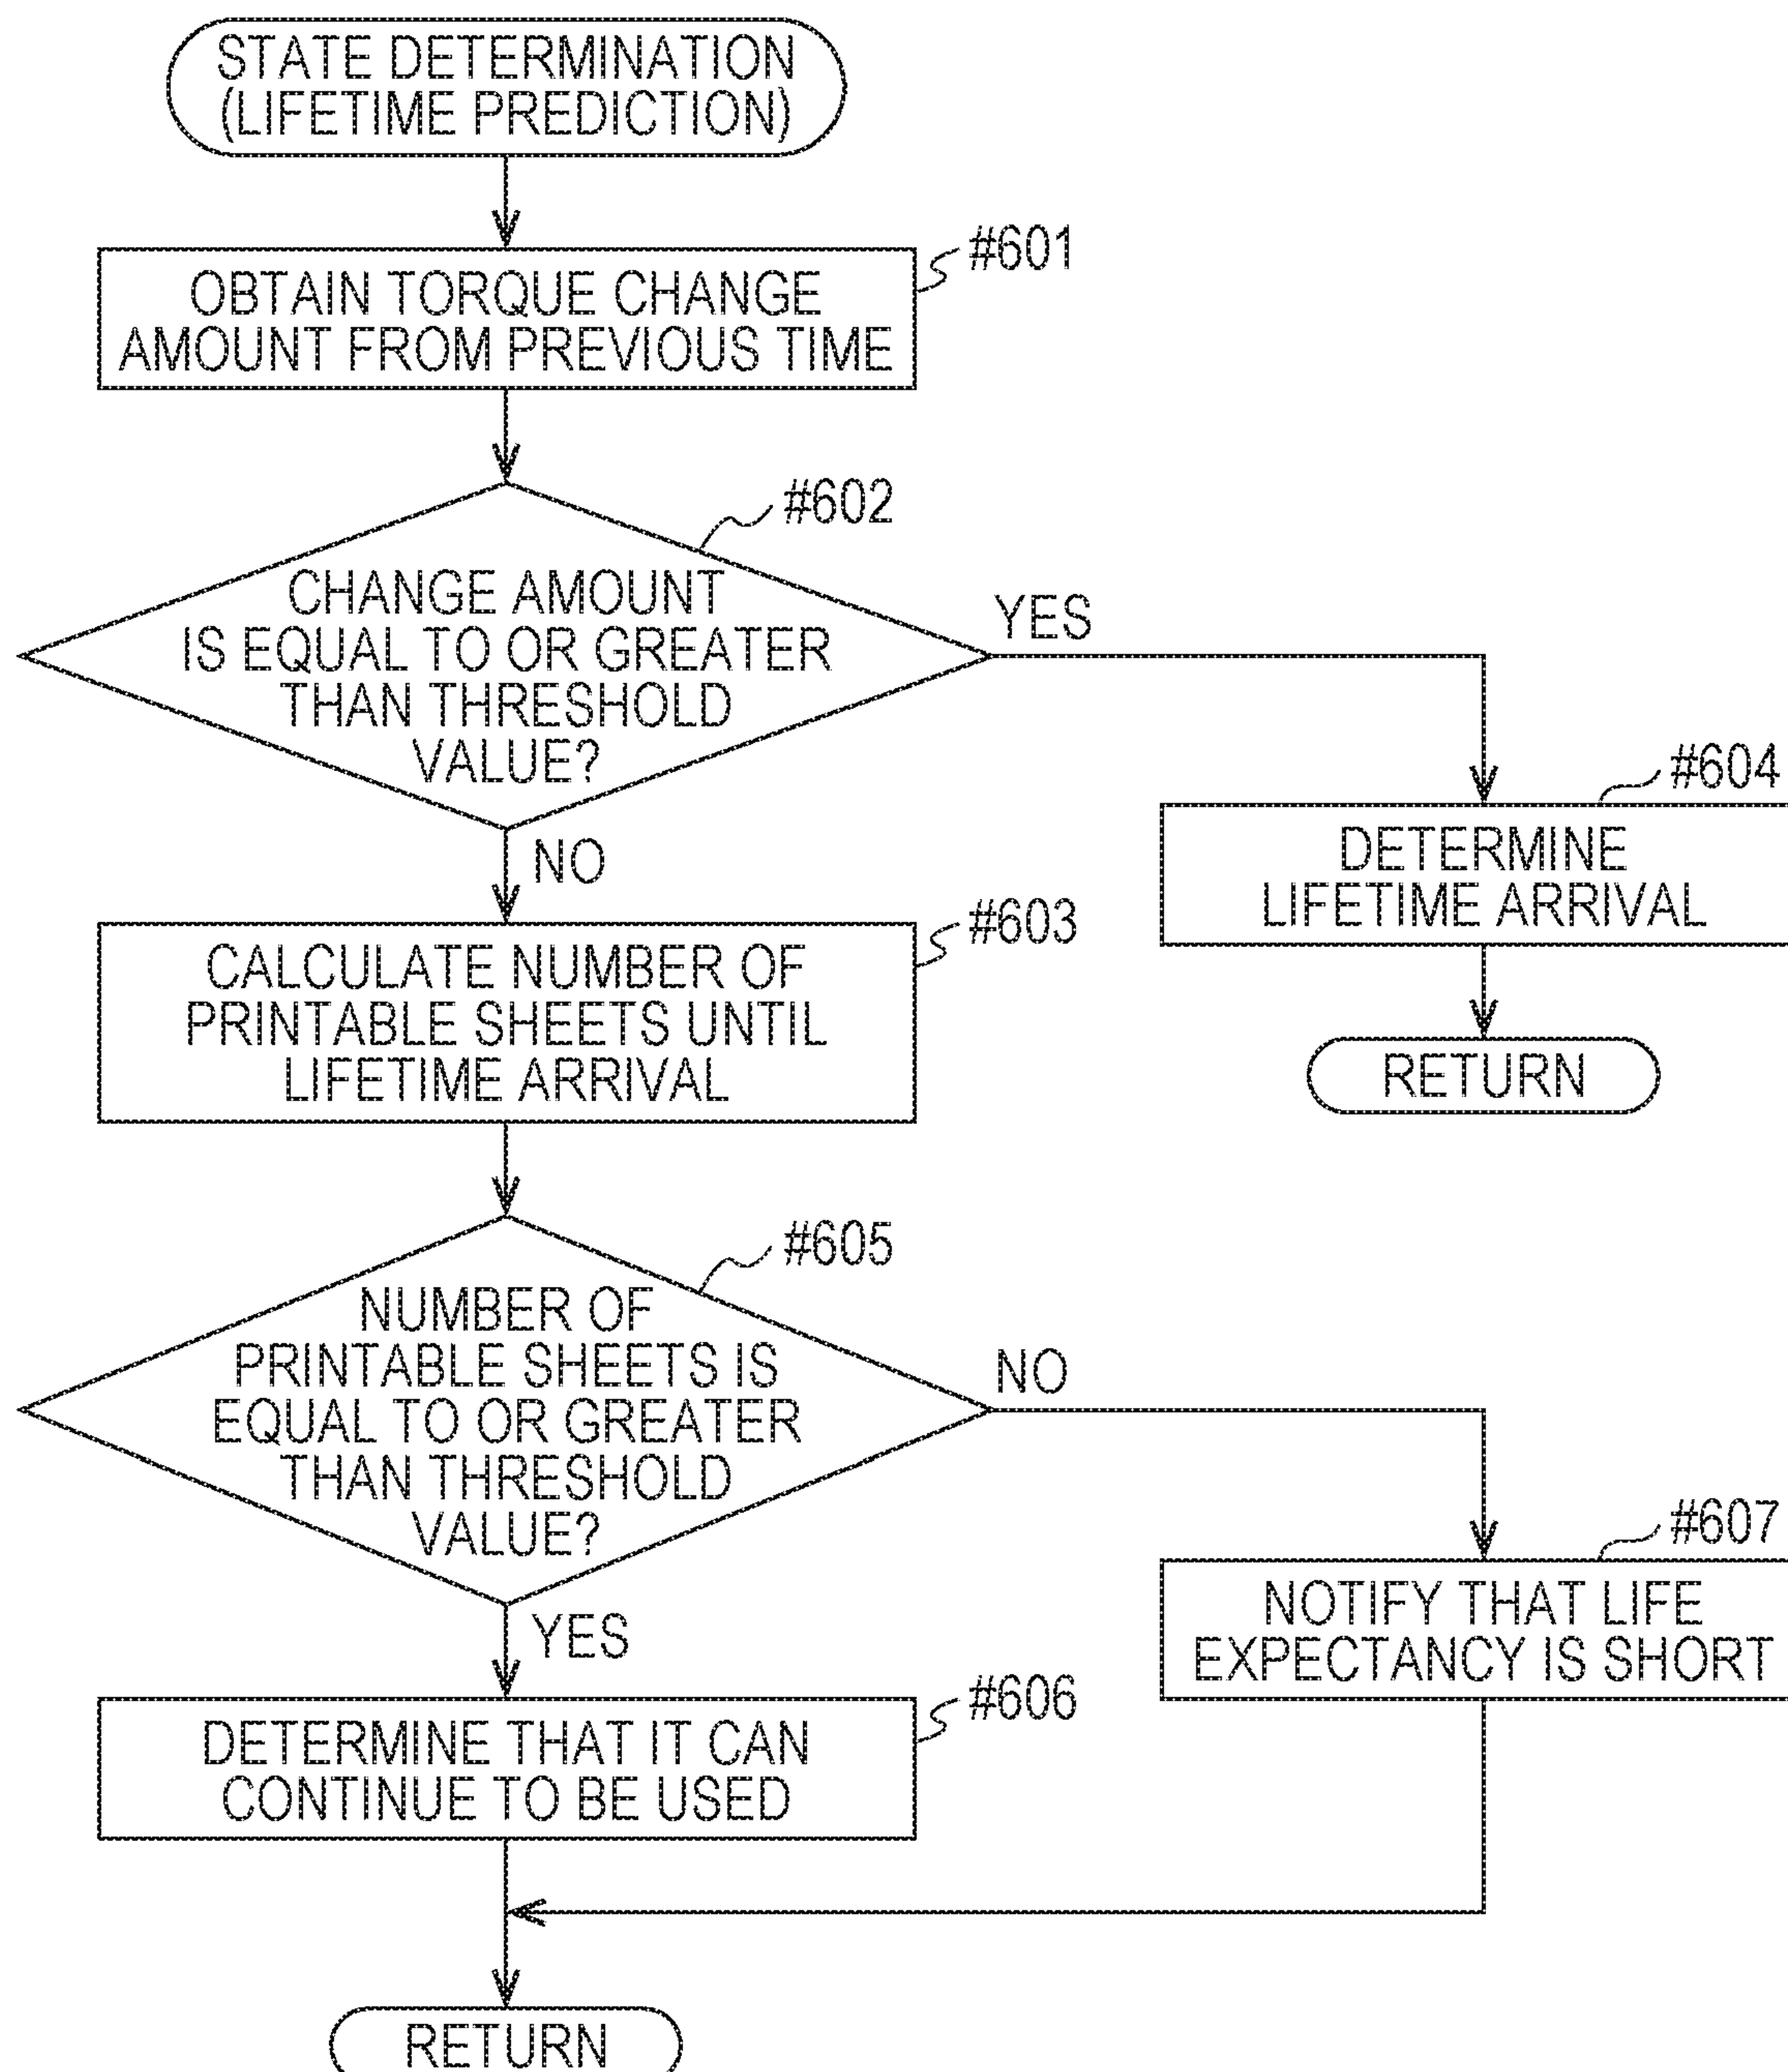 STATE DETERMINATION
(LIFETIME PREDICTION)
#601
OBTAIN TORQUE CHANGE
AMOUNT FROM PREVIOUS TIME
#602
CHANGE AMOUNT
IS EQUAL TO OR GREATER
THAN THRESHOLD
VALUE?
YES
NO
#604
DETERMINE
LIFETIME ARRIVAL
RETURN
#603
CALCULATE NUMBER OF
PRINTABLE SHEETS UNTIL
LIFETIME ARRIVAL
#605
NUMBER OF
PRINTABLE SHEETS IS
EQUAL TO OR GREATER
THAN THRESHOLD
VALUE?
NO
YES
#607
NOTIFY THAT LIFE
EXPECTANCY IS SHORT
#606
DETERMINE THAT IT CAN
CONTINUE TO BE USED
RETURN